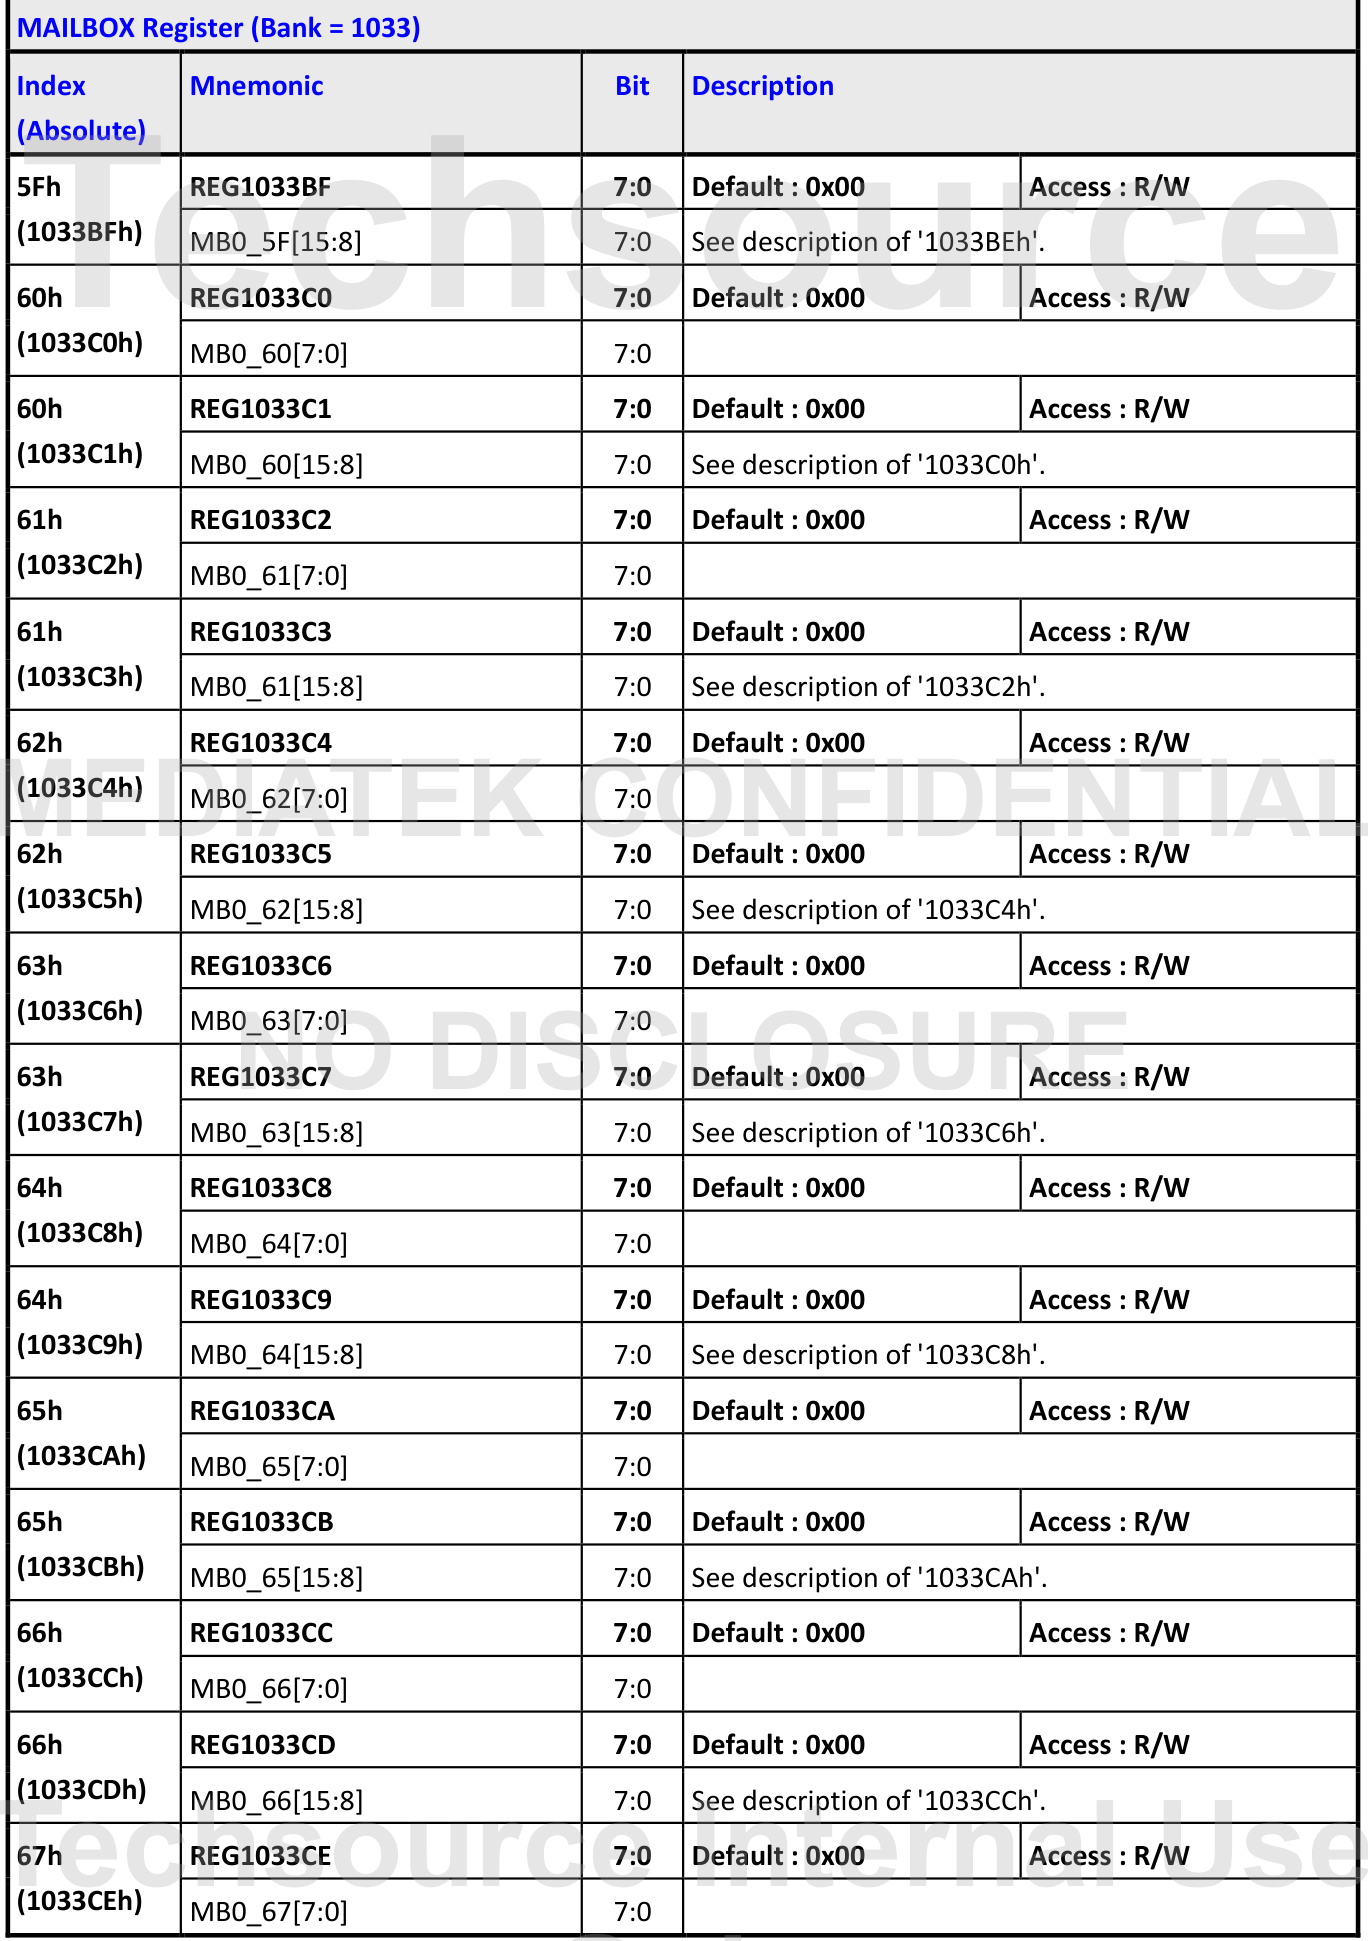 MAILBOX Register (Bank = 1033)
Index (Absolute) Mnemonic Bit Description
5Fh (1033BFh) REG1033BF 7:0 Default : 0x00 Access : R/W
MB0_5F[15:8] 7:0 See description of '1033BEh'.
60h (1033C0h) REG1033C0 7:0 Default : 0x00 Access : R/W
MB0_60[7:0] 7:0
60h (1033C1h) REG1033C1 7:0 Default : 0x00 Access : R/W
MB0_60[15:8] 7:0 See description of '1033C0h'.
61h (1033C2h) REG1033C2 7:0 Default : 0x00 Access : R/W
MB0_61[7:0] 7:0
61h (1033C3h) REG1033C3 7:0 Default : 0x00 Access : R/W
MB0_61[15:8] 7:0 See description of '1033C2h'.
62h (1033C4h) REG1033C4 7:0 Default : 0x00 Access : R/W
MB0_62[7:0] 7:0
62h (1033C5h) REG1033C5 7:0 Default : 0x00 Access : R/W
MB0_62[15:8] 7:0 See description of '1033C4h'.
63h (1033C6h) REG1033C6 7:0 Default : 0x00 Access : R/W
MB0_63[7:0] 7:0
63h (1033C7h) REG1033C7 7:0 Default : 0x00 Access : R/W
MB0_63[15:8] 7:0 See description of '1033C6h'.
64h (1033C8h) REG1033C8 7:0 Default : 0x00 Access : R/W
MB0_64[7:0] 7:0
64h (1033C9h) REG1033C9 7:0 Default : 0x00 Access : R/W
MB0_64[15:8] 7:0 See description of '1033C8h'.
65h (1033CAh) REG1033CA 7:0 Default : 0x00 Access : R/W
MB0_65[7:0] 7:0
65h (1033CBh) REG1033CB 7:0 Default : 0x00 Access : R/W
MB0_65[15:8] 7:0 See description of '1033CAh'.
66h (1033CCh) REG1033CC 7:0 Default : 0x00 Access : R/W
MB0_66[7:0] 7:0
66h (1033CDh) REG1033CD 7:0 Default : 0x00 Access : R/W
MB0_66[15:8] 7:0 See description of '1033CCh'.
67h (1033CEh) REG1033CE 7:0 Default : 0x00 Access : R/W
MB0_67[7:0] 7:0
Techsource
MEDIATEK CONFIDENTIAL
NO DISCLOSURE
Techsource Internal Use